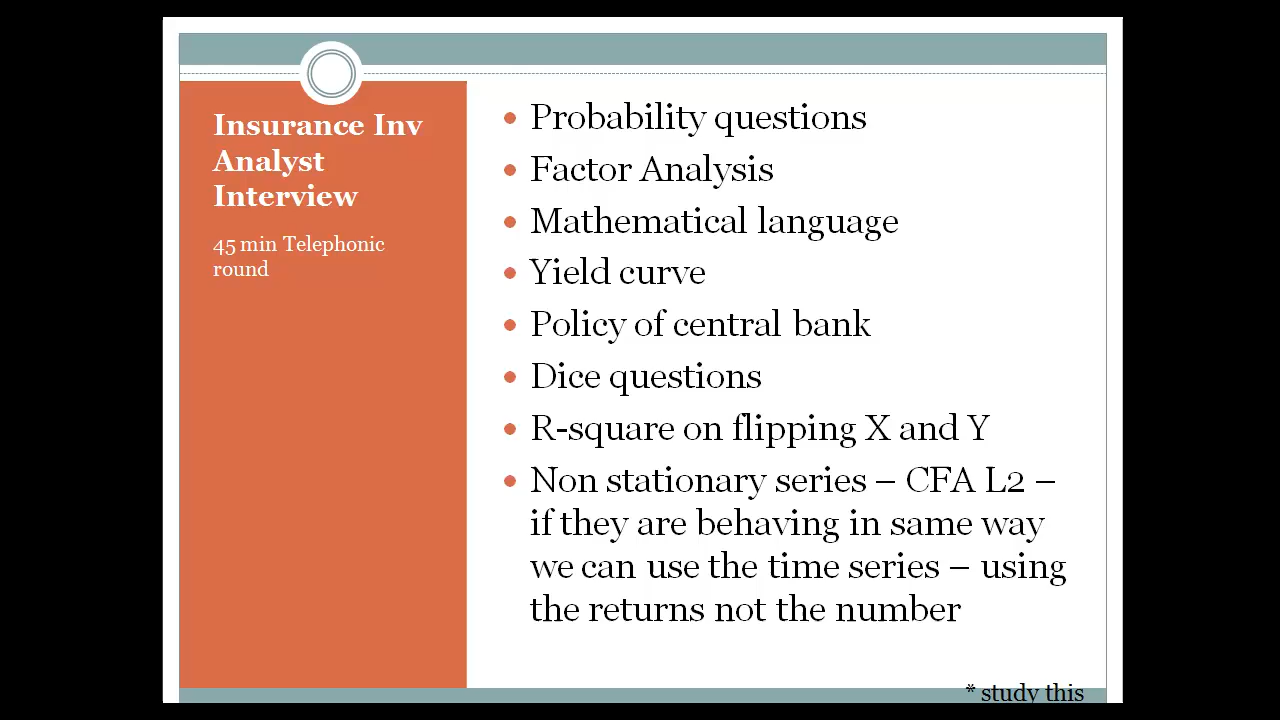 Insurance Inv
Analyst
Interview
45 min Telephonic
round
• Probability questions
• Factor Analysis
• Mathematical language
• Yield curve
• Policy of central bank
• Dice questions
• R-square on flipping X and Y
• Non stationary series – CFA L2 –
if they are behaving in same way
we can use the time series – using
the returns not the number
* study this